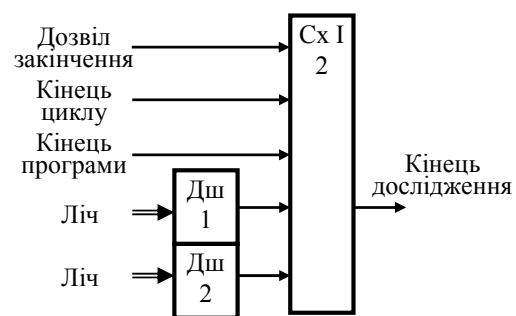 Дозвіл
закінчення
Кінець
циклу
Кінець
програми
Ліч
Ліч
Дш
1
Дш
2
Сх І
2
Кінець
дослідження